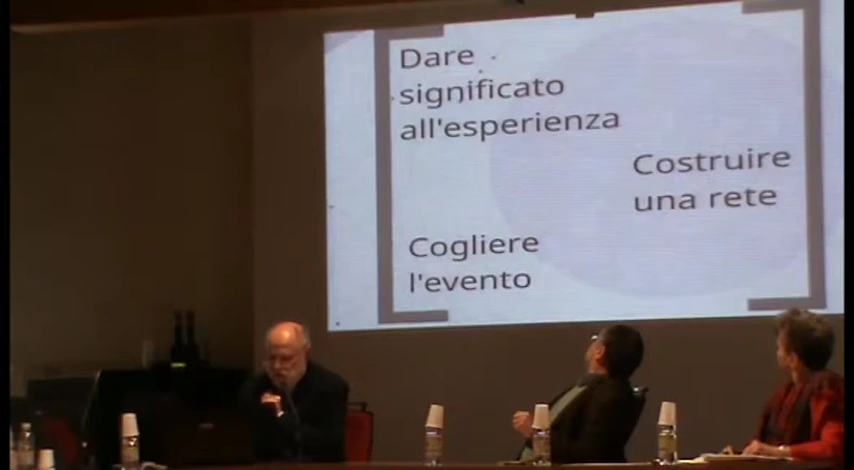 Dare
significato
all'esperienza
Costruire
una rete
Cogliere
l'evento